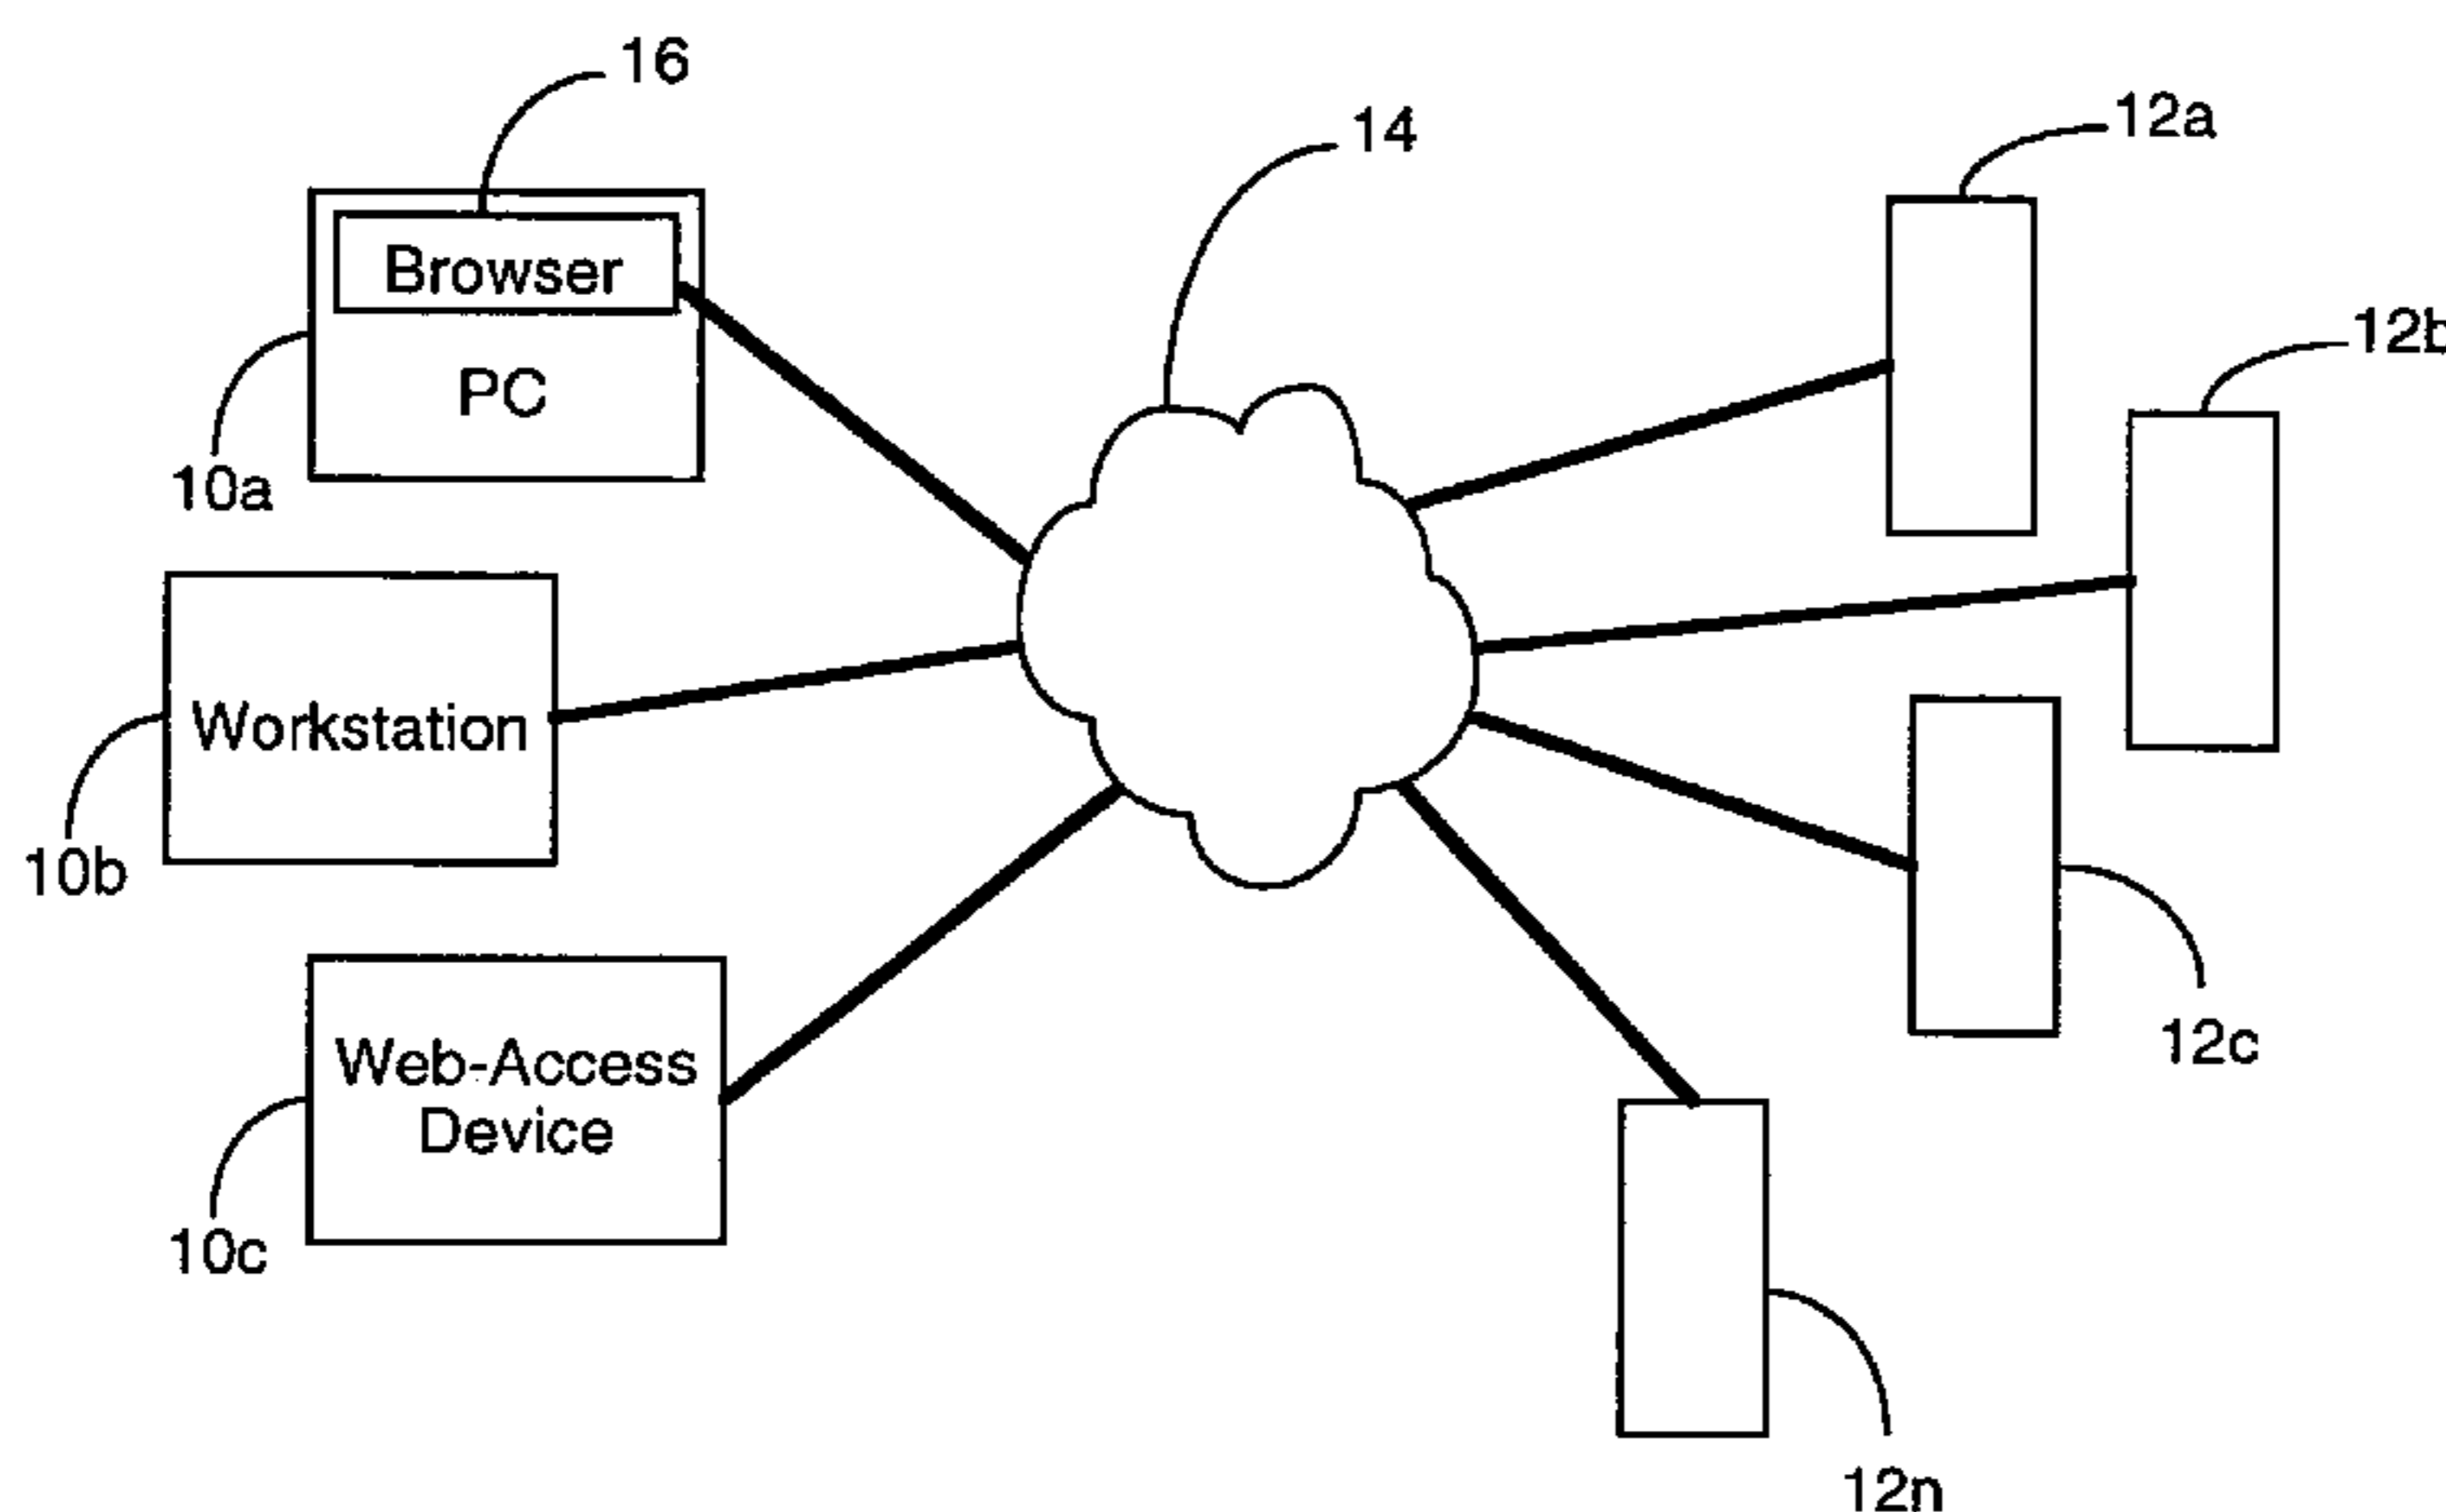 16
14
12a
Browser
12b
PC
10a
Workstation
10b
Web-Access
Device
12c
10c
12n